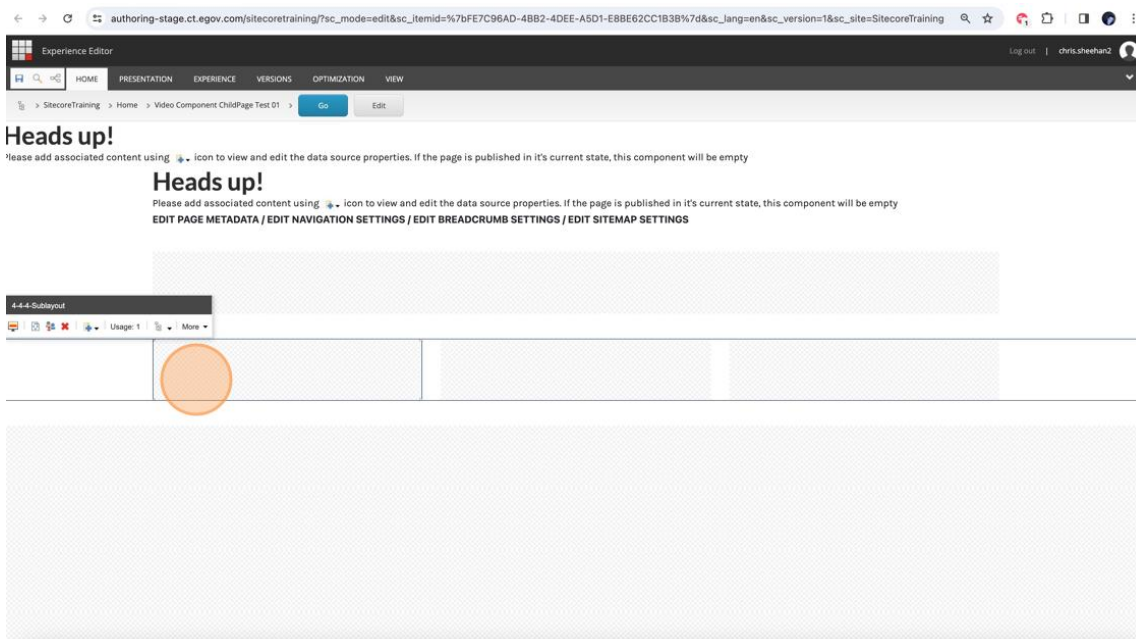 authoring-stage.ct.egov.com/sitecoretraining/?sc_mode=edit&sc_itemid=%7bFE7C96AD-4BB2-4DEE-A5D1-E8BE62CC1B3B%7d&sc_lang=en&sc_version=1&sc_site=SitecoreTraining
Experience Editor Log out | chris.sheehan2
HOME PRESENTATION EXPERIENCE VERSIONS OPTIMIZATION VIEW
> SitecoreTraining > Home > Video Component ChildPage Test 01 > Go Edit
Heads up!
Please add associated content using icon to view and edit the data source properties. If the page is published in it's current state, this component will be empty
Heads up!
Please add associated content using icon to view and edit the data source properties. If the page is published in it's current state, this component will be empty
EDIT PAGE METADATA / EDIT NAVIGATION SETTINGS / EDIT BREADCRUMB SETTINGS / EDIT SITEMAP SETTINGS
4-4-4-Sublayout
Usage: 1 More